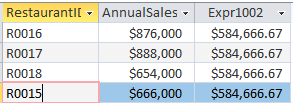 RestaurantID AnnualSales Expr1002
R0016 $876,000 $584,666.67
R0017 $888,000 $584,666.67
R0018 $654,000 $584,666.67
R0015 $666,000 $584,666.67